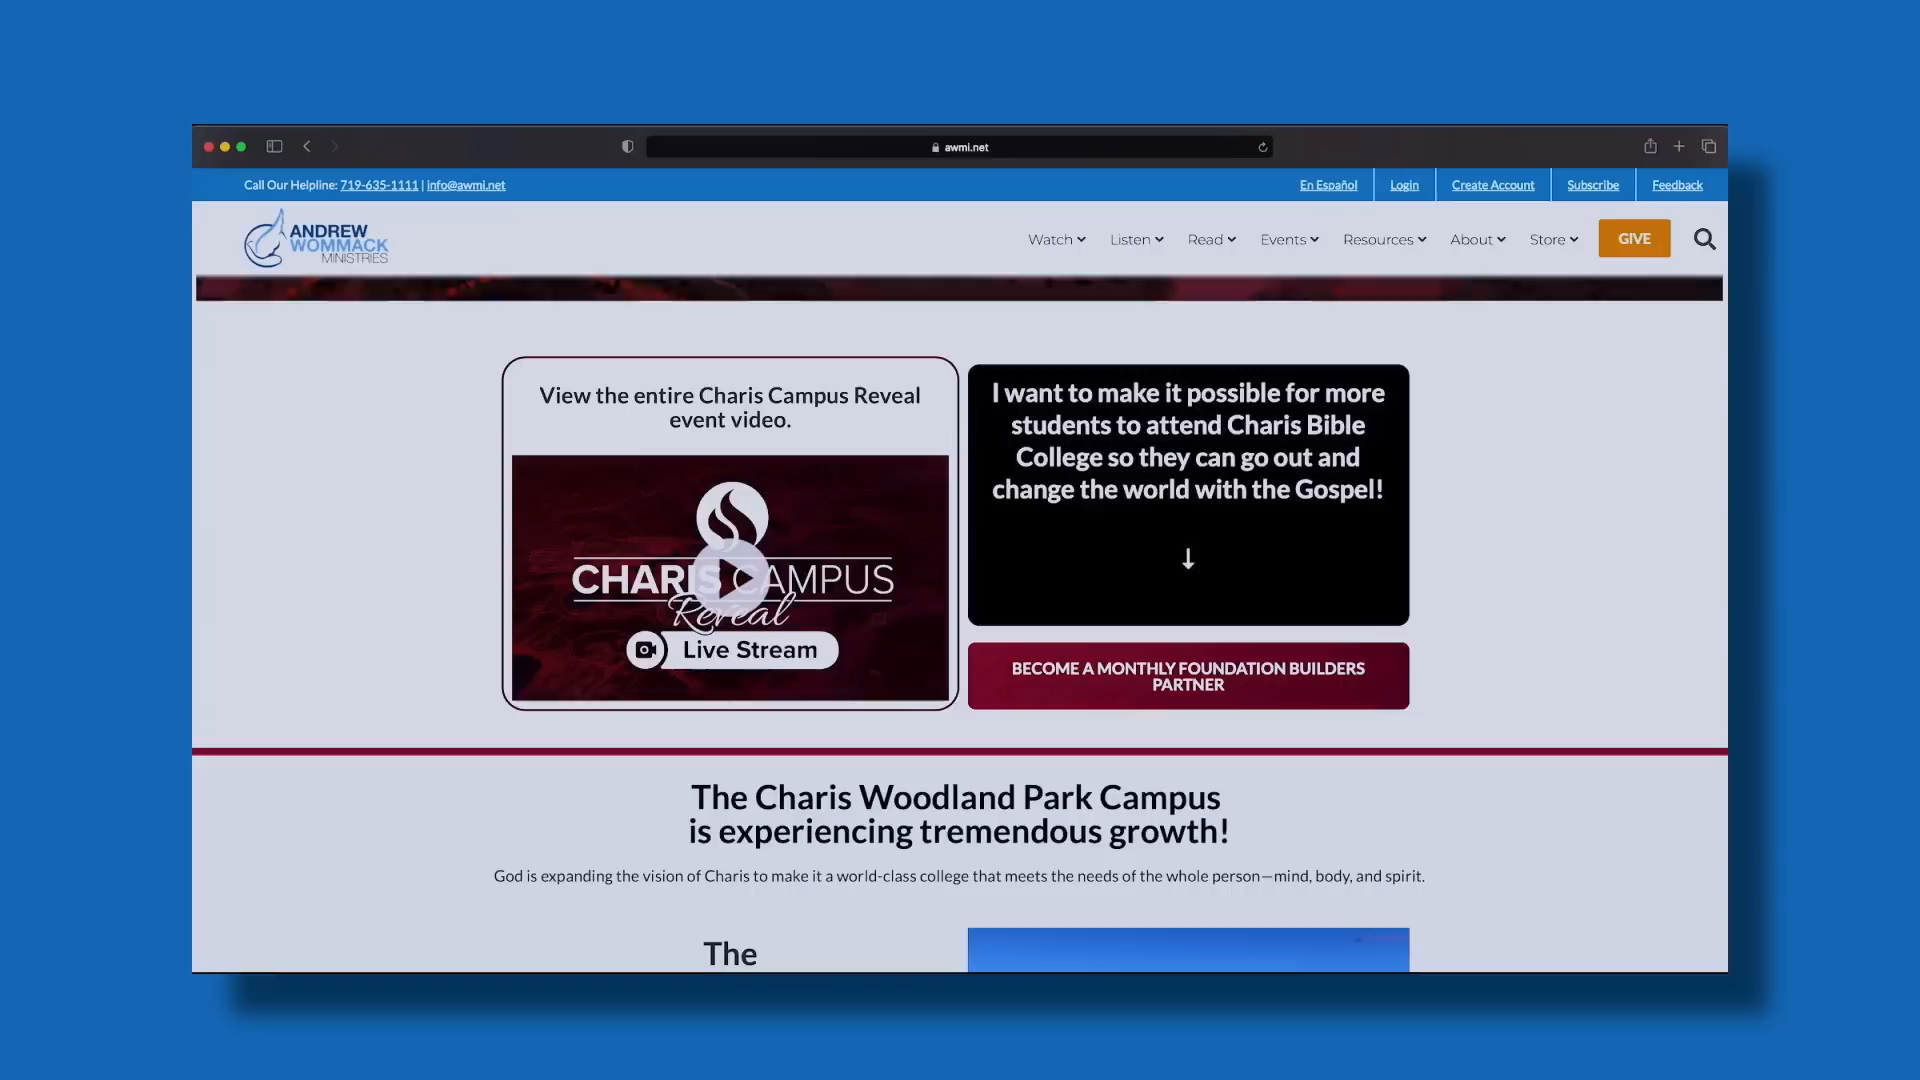 awmi.net
Call Our Helpline: 719-635-1111 | info@awmi.net
En Español
Login
Create Account
Subscribe
Feedback
ANDREW
WOMMACK
MINISTRIES
Watch
Listen
Read
Events
Resources
About
Store
GIVE
View the entire Charis Campus Reveal
event video.
CHARIS CAMPUS
Reveal
Live Stream
I want to make it possible for more
students to attend Charis Bible
College so they can go out and
change the world with the Gospel!
BECOME A MONTHLY FOUNDATION BUILDERS
PARTNER
The Charis Woodland Park Campus
is experiencing tremendous growth!
God is expanding the vision of Charis to make it a world-class college that meets the needs of the whole person—mind, body, and spirit.
The